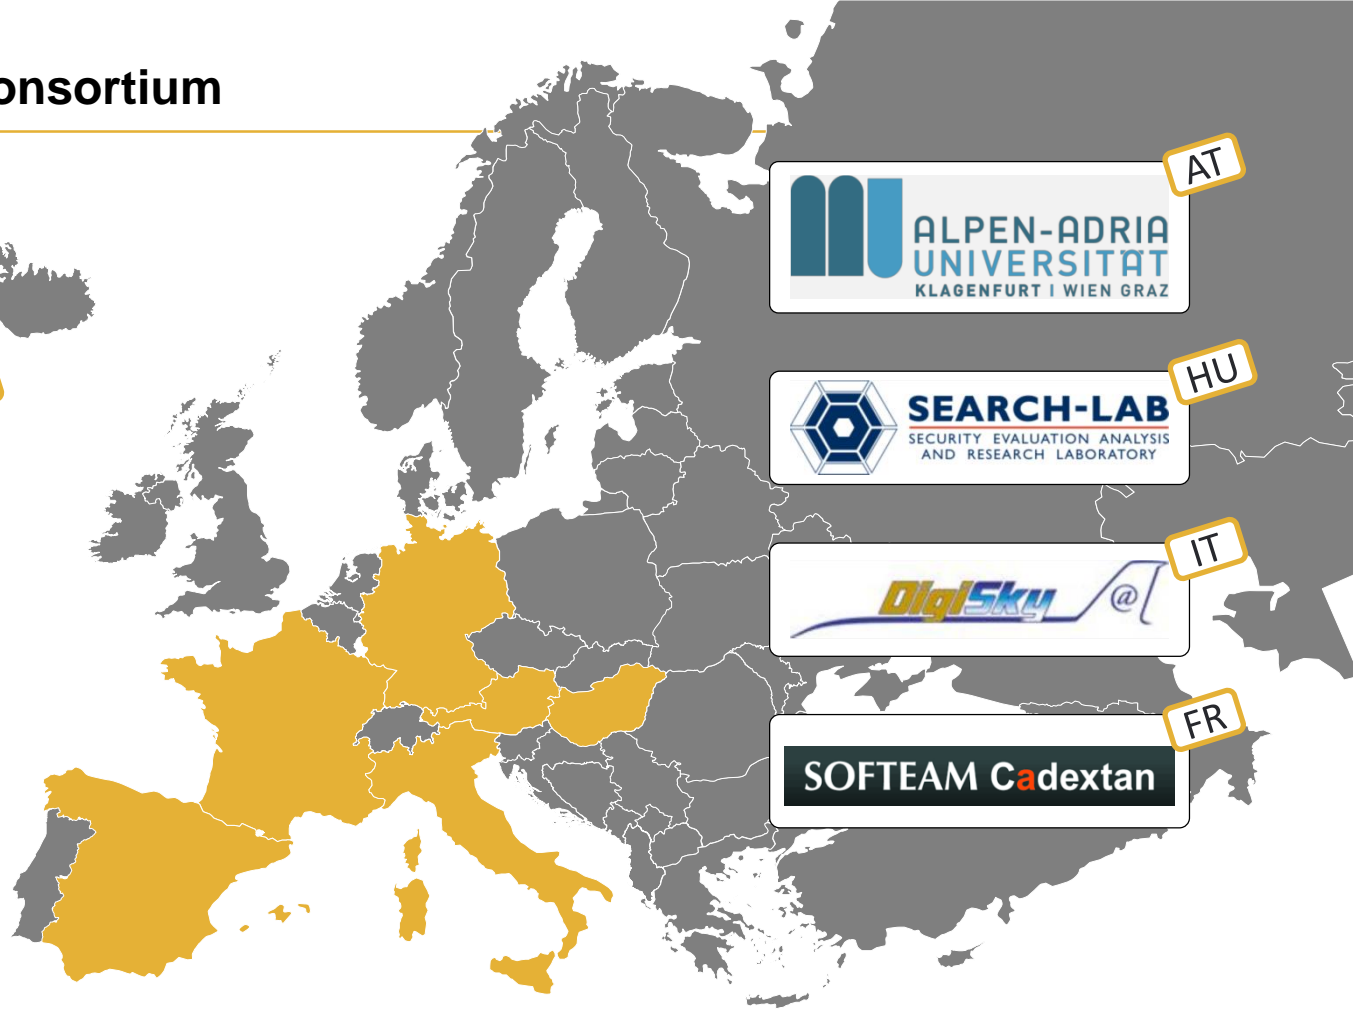 onsortium
AT
ALPEN-ADRIA
UNIVERSITÄT
KLAGENFURT I WIEN GRAZ
HU
SEARCH-LAB
SECURITY EVALUATION ANALYSIS
AND RESEARCH LABORATORY
IT
DigiSky @
FR
SOFTEAM Cadextan